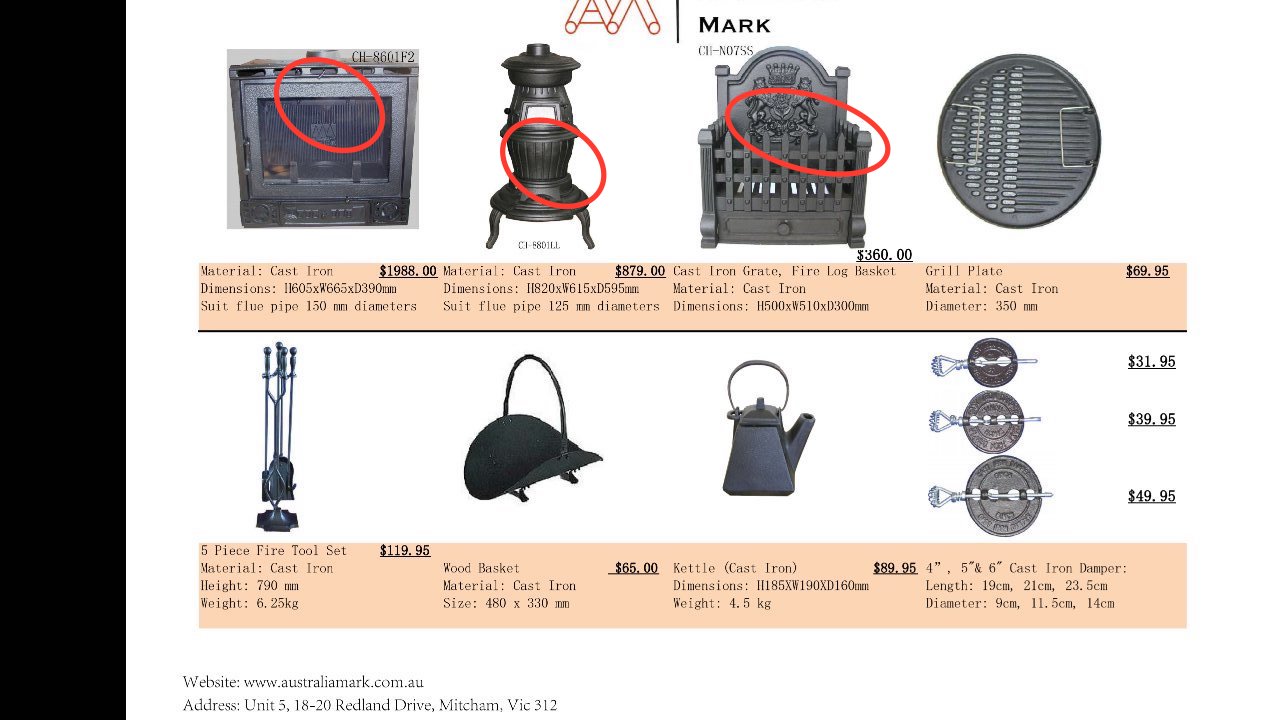 MARK
CH-8601F2
CH-N07SS
CH-8801LL
$360.00
Material: Cast Iron $1988.00
Dimensions: H605xW665xD390mm
Suit flue pipe 150 mm diameters
Material: Cast Iron $879.00
Dimensions: H820xW615xD595mm
Suit flue pipe 125 mm diameters
Cast Iron Grate, Fire Log Basket
Material: Cast Iron
Dimensions: H500xW510xD300mm
Grill Plate $69.95
Material: Cast Iron
Diameter: 350 mm
$31.95
$39.95
$49.95
5 Piece Fire Tool Set $119.95
Material: Cast Iron
Height: 790 mm
Weight: 6.25kg
Wood Basket $65.00
Material: Cast Iron
Size: 480 x 330 mm
Kettle (Cast Iron) $89.95
Dimensions: H185XW190XD160mm
Weight: 4.5 kg
4”, 5″& 6″ Cast Iron Damper:
Length: 19cm, 21cm, 23.5cm
Diameter: 9cm, 11.5cm, 14cm
Website: www.australiamark.com.au
Address: Unit 5, 18-20 Redland Drive, Mitcham, Vic 312